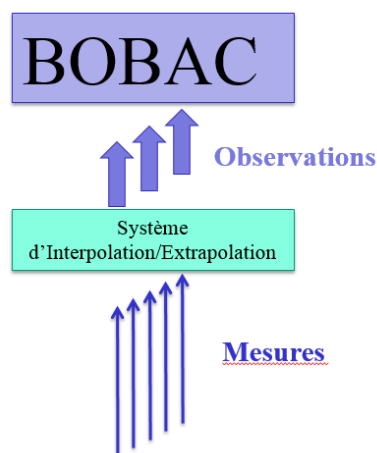 BOBAC
Observations
Système
d’Interpolation/Extrapolation
Mesures